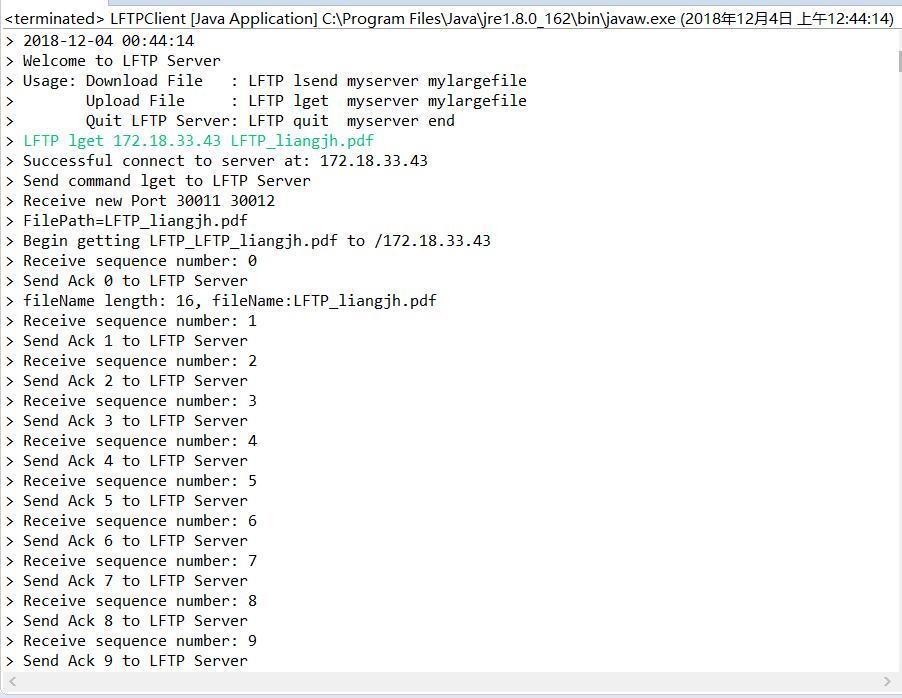 <terminated> LFTPClient [Java Application] C:\Program Files\Java\jre1.8.0_162\bin\javaw.exe (2018年12月4日 上午12:44:14)
> 2018-12-04 00:44:14
> Welcome to LFTP Server
> Usage: Download File   : LFTP lsend myserver mylargefile
>        Upload File     : LFTP lget  myserver mylargefile
>        Quit LFTP Server: LFTP quit  myserver end
> LFTP lget 172.18.33.43 LFTP_liangjh.pdf
> Successful connect to server at: 172.18.33.43
> Send command lget to LFTP Server
> Receive new Port 30011 30012
> FilePath=LFTP_liangjh.pdf
> Begin getting LFTP_LFTP_liangjh.pdf to /172.18.33.43
> Receive sequence number: 0
> Send Ack 0 to LFTP Server
> fileName length: 16, fileName:LFTP_liangjh.pdf
> Receive sequence number: 1
> Send Ack 1 to LFTP Server
> Receive sequence number: 2
> Send Ack 2 to LFTP Server
> Receive sequence number: 3
> Send Ack 3 to LFTP Server
> Receive sequence number: 4
> Send Ack 4 to LFTP Server
> Receive sequence number: 5
> Send Ack 5 to LFTP Server
> Receive sequence number: 6
> Send Ack 6 to LFTP Server
> Receive sequence number: 7
> Send Ack 7 to LFTP Server
> Receive sequence number: 8
> Send Ack 8 to LFTP Server
> Receive sequence number: 9
> Send Ack 9 to LFTP Server